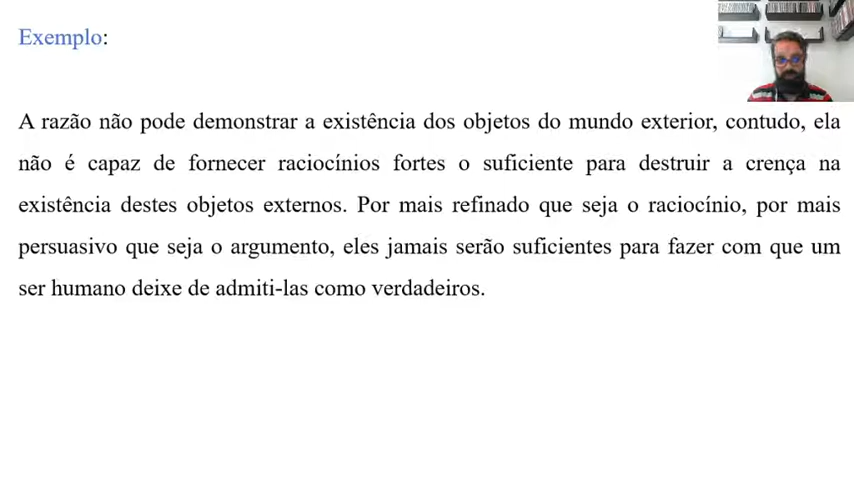 Exemplo:
A razão não pode demonstrar a existência dos objetos do mundo exterior, contudo, ela
não é capaz de fornecer raciocínios fortes o suficiente para destruir a crença na
existência destes objetos externos. Por mais refinado que seja o raciocínio, por mais
persuasivo que seja o argumento, eles jamais serão suficientes para fazer com que um
ser humano deixe de admiti-las como verdadeiros.